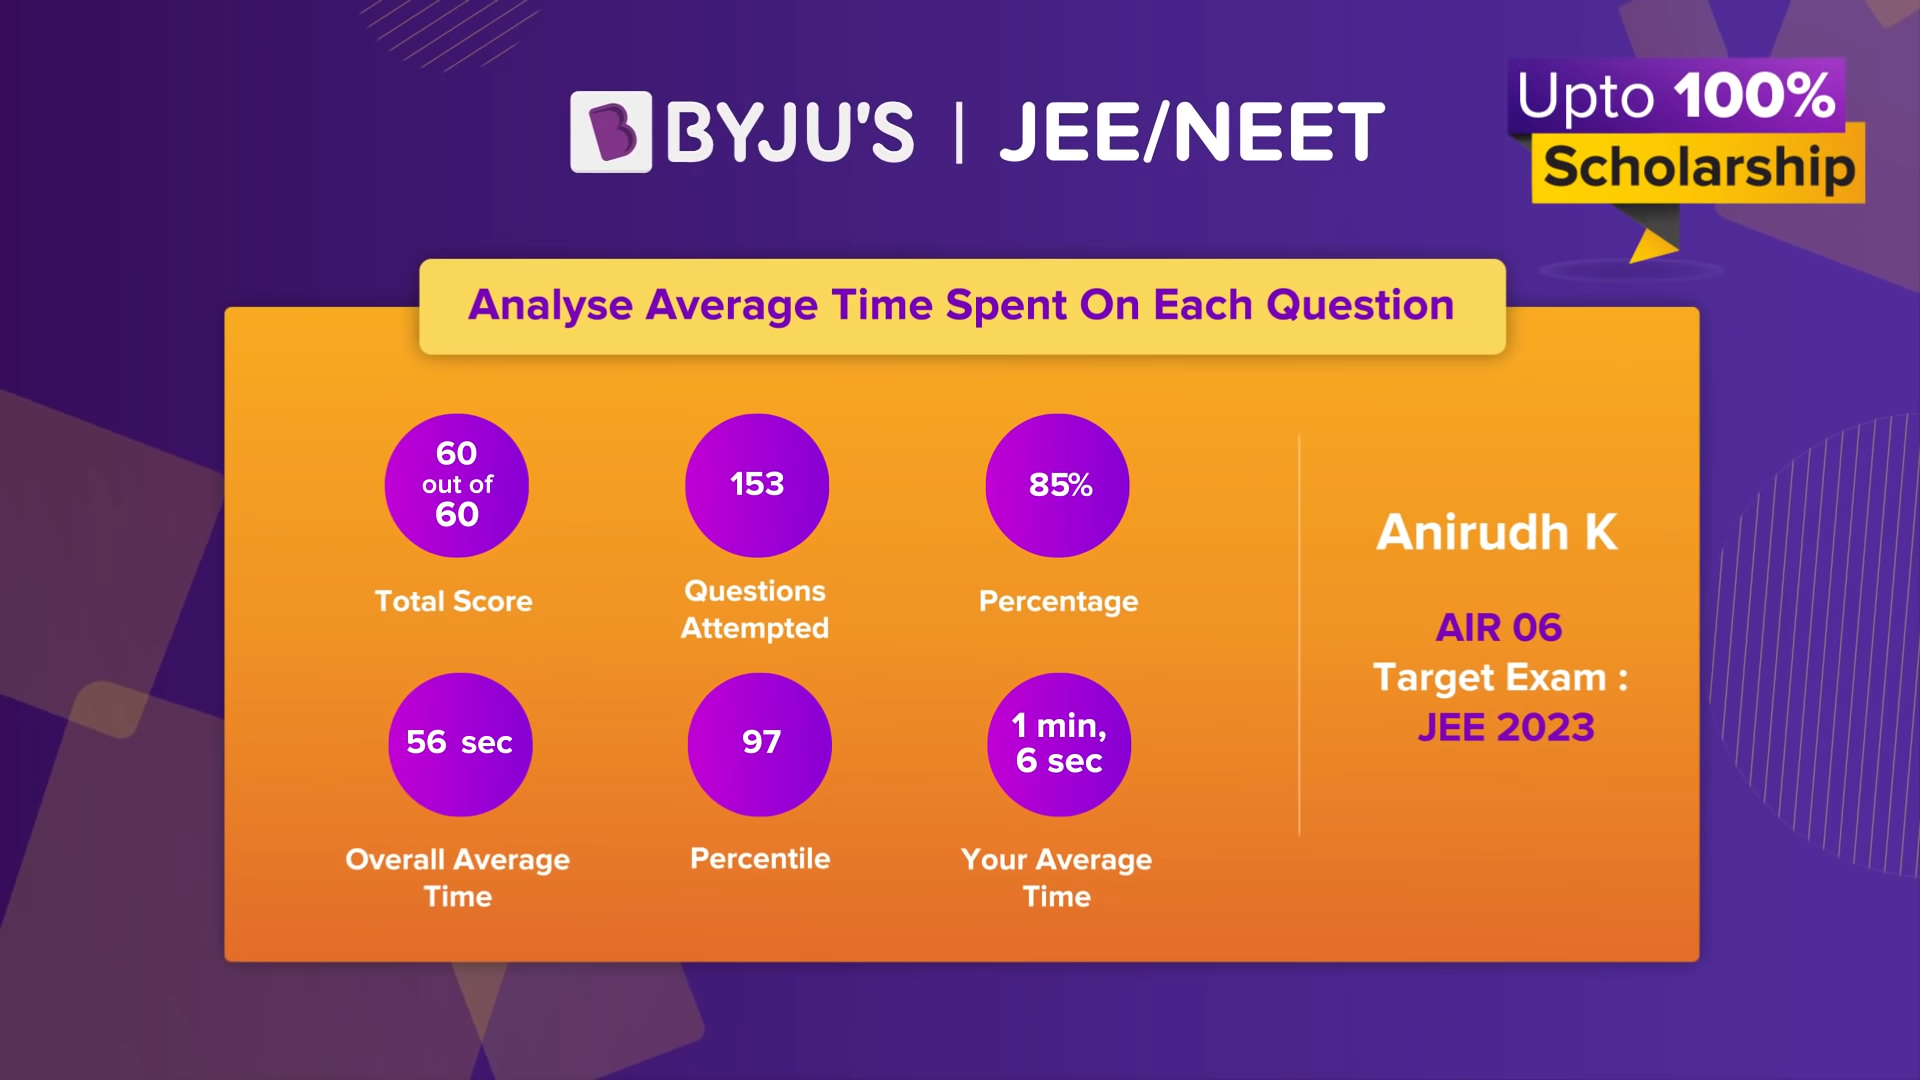 BYJU'S | JEE/NEET
Upto 100%
Scholarship
Analyse Average Time Spent On Each Question
60
out of
60
Total Score
153
Questions
Attempted
85%
Percentage
56 sec
Overall Average
Time
97
Percentile
1 min,
6 sec
Your Average
Time
Anirudh K
AIR 06
Target Exam :
JEE 2023